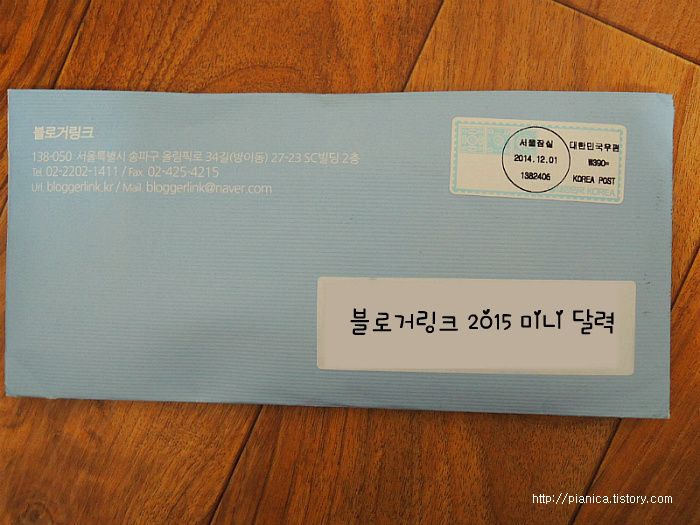 블로거링크
138-050 서울특별시 송파구 올림픽로 34길(방이동) 27-23 SC빌딩 2층
Tel. 02-2202-1411 / Fax. 02-425-4215
Url. bloggerlink.kr / Mail. bloggerlink@naver.com
서울잠실
2014.12.01
1382406
대한민국우편
₩390=
KOREA POST
KOREA
블로거링크 2015 미니 달력
http://pianica.tistory.com